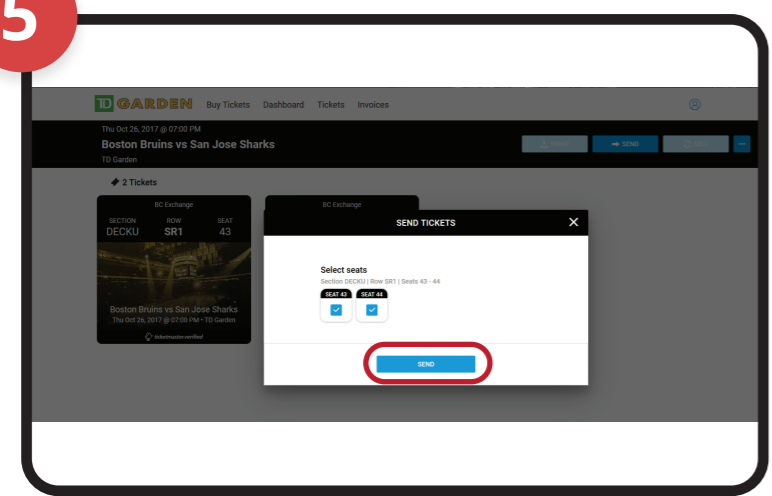 5
TD GARDEN Buy Tickets Dashboard Tickets Invoices
Thu Oct 26, 2017 @ 07:00 PM
Boston Bruins vs San Jose Sharks
TD Garden
➡ SEND
2 Tickets
BC Exchange
SECTION ROW SEAT
DECKU SR1 43
Boston Bruins vs San Jose Sharks
Thu Oct 26, 2017 @ 07:00 PM • TD Garden
ticketmaster verified
BC Exchange
SEND TICKETS
Select seats
Section DECKU | Row SR1 | Seats 43 - 44
SEAT 43 SEAT 44
SEND